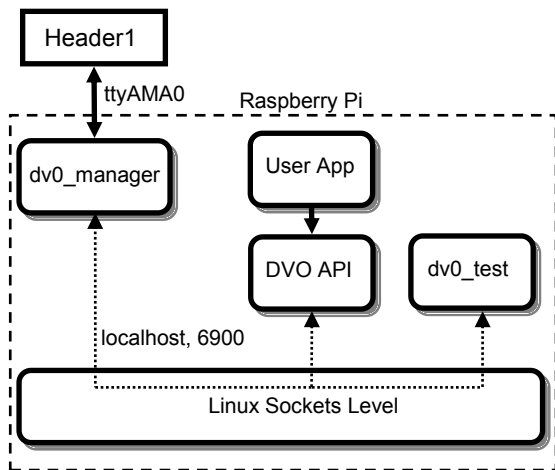 Header1
ttyAMA0
Raspberry Pi
dv0_manager
User App
DVO API
dv0_test
localhost, 6900
Linux Sockets Level